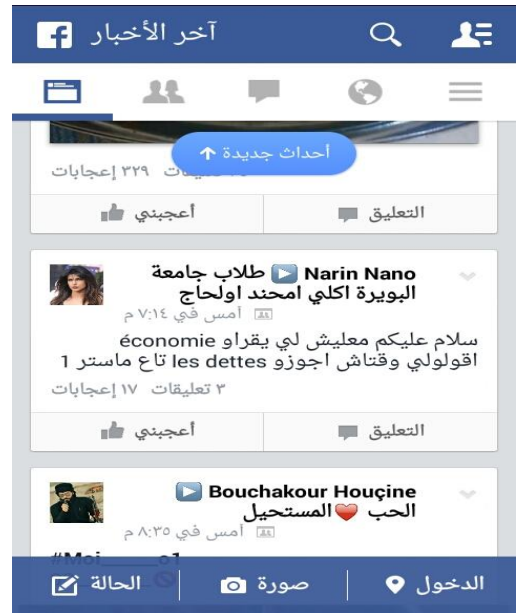 آخر الأخبار
أحداث جديدة
٣٢٩ إعجابات
أعجبني
التعليق
Narin Nano ▶ طلاب جامعة
البويرة اكلي امحند اولحاج
أمس في ٧:١٤ م
سلام عليكم معليش لي يقراو économie
اقولولي وقتاش اجوزو les dettes تاع ماستر 1
٣ تعليقات ١٧ إعجابات
أعجبني
التعليق
Bouchakour Houçine ▶
الحب ❤ المستحيل
أمس في ٨:٣٥ م
الحالة
صورة
الدخول